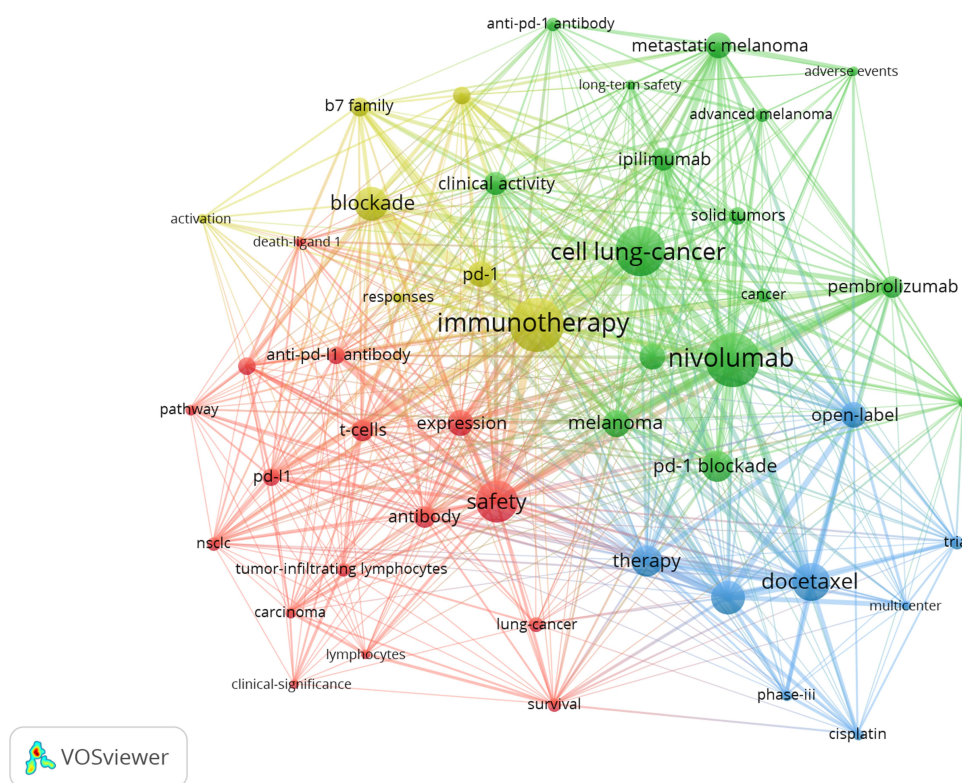 anti-pd-1 antibody
metastatic melanoma
adverse events
long-term safety
b7 family
advanced melanoma
ipilimumab
clinical activity
blockade
solid tumors
activation
death-ligand 1
cell lung-cancer
pd-1
pembrolizumab
responses
cancer
immunotherapy
anti-pd-l1 antibody
nivolumab
pathway
open-label
expression
melanoma
t-cells
pd-1 blockade
pd-l1
safety
antibody
nsclc
tria
therapy
tumor-infiltrating lymphocytes
docetaxel
multicenter
carcinoma
lung-cancer
lymphocytes
clinical-significance
phase-iii
survival
cisplatin
VOSviewer